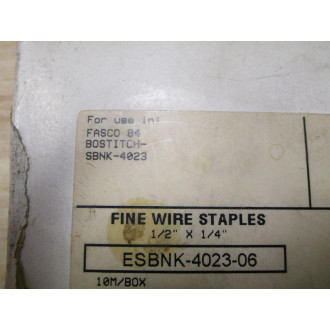 For use in:
FASCO 84
BOSTITCH-
SBNK-4023
FINE WIRE STAPLES
1/2" X 1/4"
ESBNK-4023-06
10M/BOX